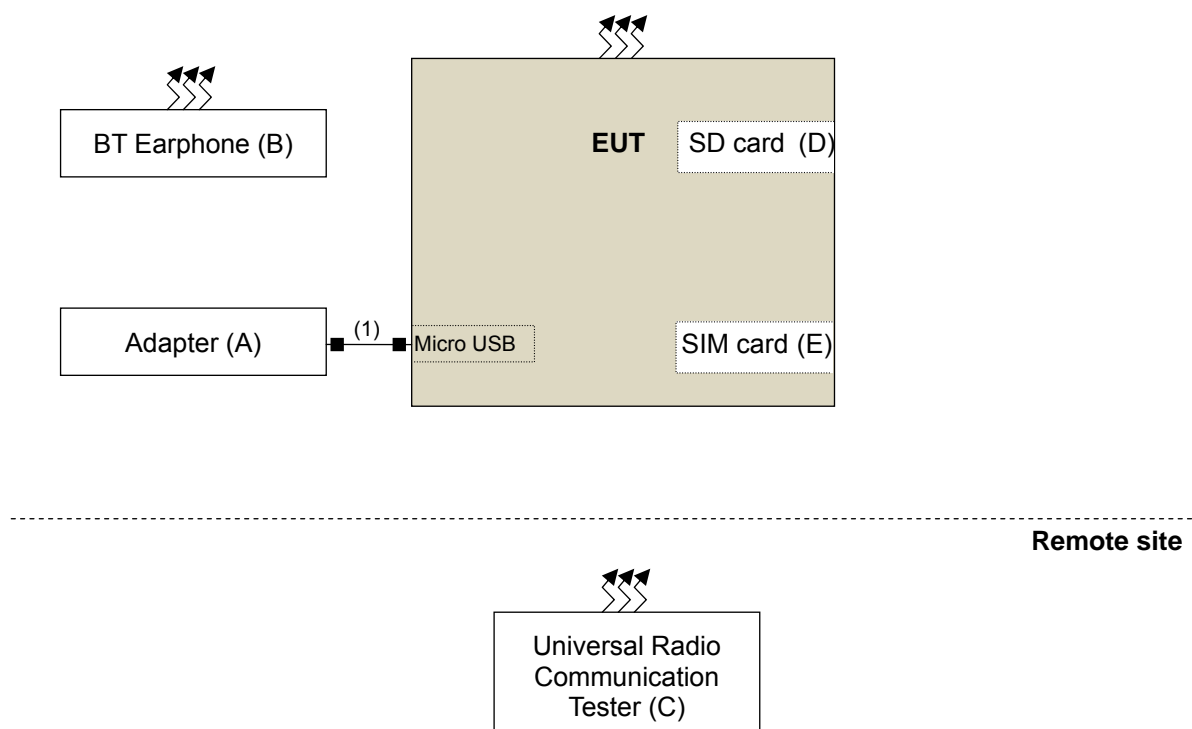 BT Earphone (B)
EUT
SD card (D)
Adapter (A)
(1)
Micro USB
SIM card (E)
Remote site
Universal Radio
Communication
Tester (C)